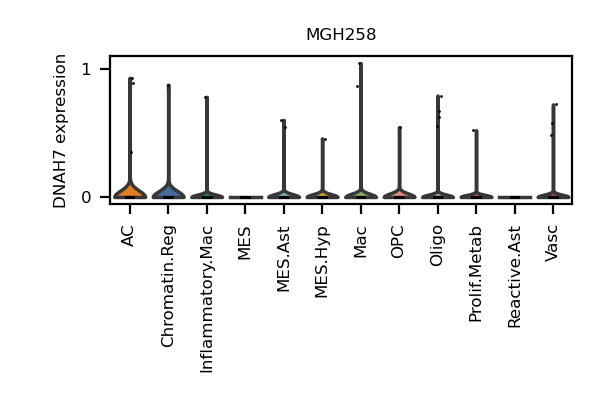 MGH258
DNAH7 expression
1
0
AC
Chromatin.Reg
Inflammatory.Mac
MES
MES.Ast
MES.Hyp
Mac
OPC
Oligo
Prolif.Metab
Reactive.Ast
Vasc